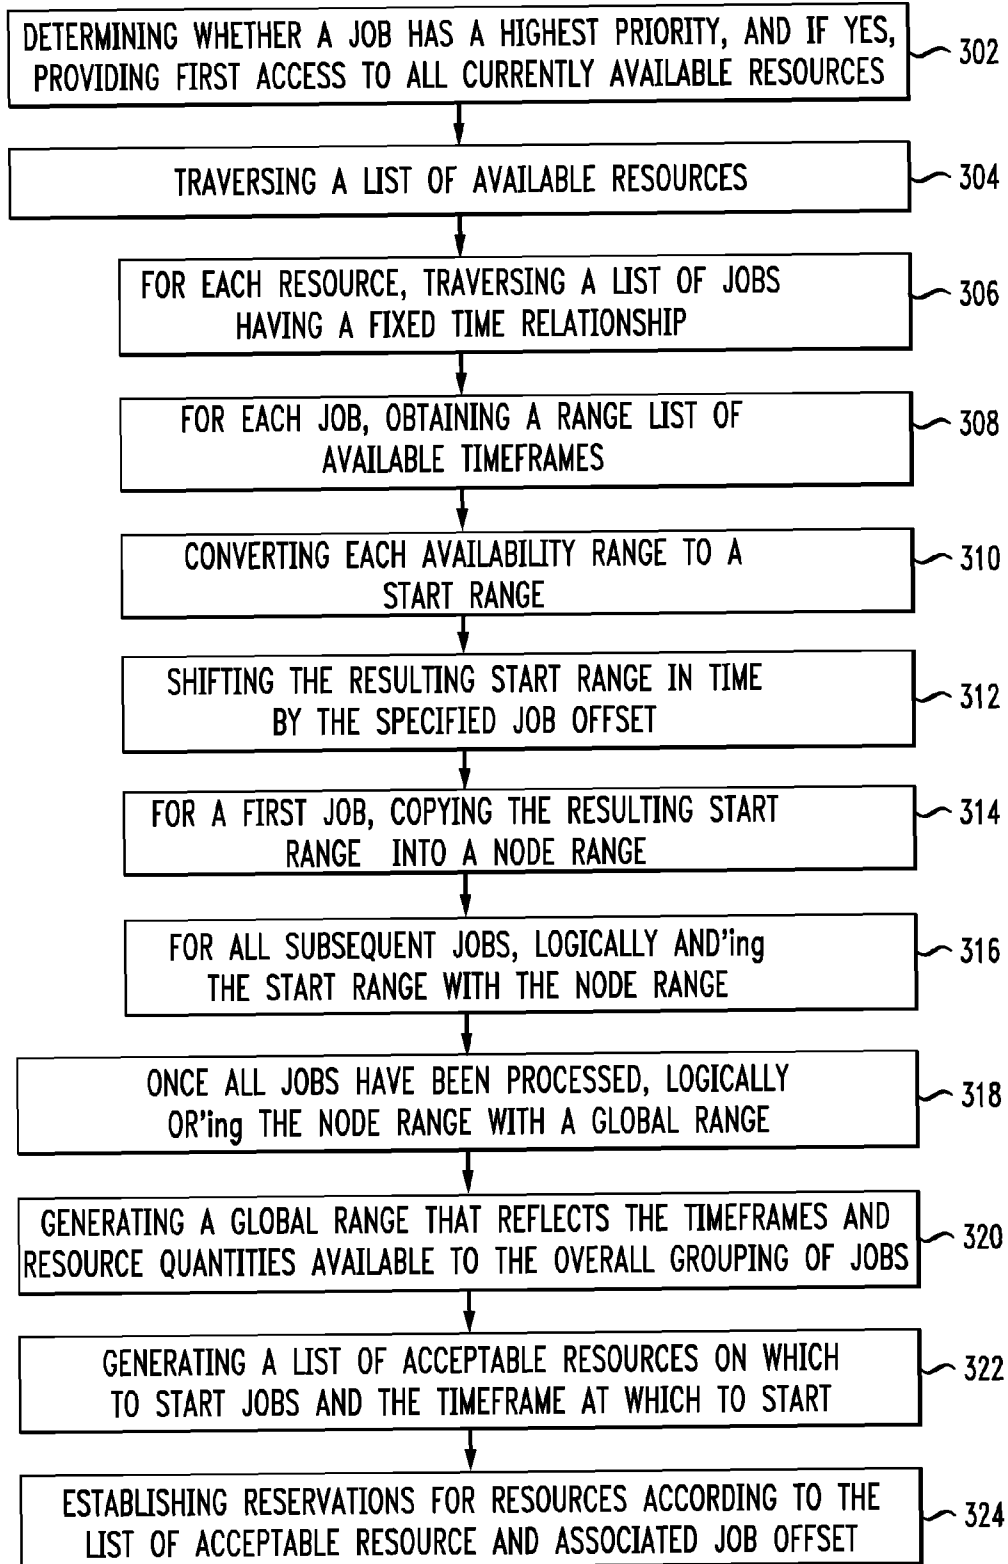 DETERMINING WHETHER A JOB HAS A HIGHEST PRIORITY, AND IF YES,
PROVIDING FIRST ACCESS TO ALL CURRENTLY AVAILABLE RESOURCES
302
TRAVERSING A LIST OF AVAILABLE RESOURCES
304
FOR EACH RESOURCE, TRAVERSING A LIST OF JOBS
HAVING A FIXED TIME RELATIONSHIP
306
FOR EACH JOB, OBTAINING A RANGE LIST OF
AVAILABLE TIMEFRAMES
308
CONVERTING EACH AVAILABILITY RANGE TO A
START RANGE
310
SHIFTING THE RESULTING START RANGE IN TIME
BY THE SPECIFIED JOB OFFSET
312
FOR A FIRST JOB, COPYING THE RESULTING START
RANGE INTO A NODE RANGE
314
FOR ALL SUBSEQUENT JOBS, LOGICALLY AND'ing
THE START RANGE WITH THE NODE RANGE
316
ONCE ALL JOBS HAVE BEEN PROCESSED, LOGICALLY
OR'ing THE NODE RANGE WITH A GLOBAL RANGE
318
GENERATING A GLOBAL RANGE THAT REFLECTS THE TIMEFRAMES AND
RESOURCE QUANTITIES AVAILABLE TO THE OVERALL GROUPING OF JOBS
320
GENERATING A LIST OF ACCEPTABLE RESOURCES ON WHICH
TO START JOBS AND THE TIMEFRAME AT WHICH TO START
322
ESTABLISHING RESERVATIONS FOR RESOURCES ACCORDING TO THE
LIST OF ACCEPTABLE RESOURCE AND ASSOCIATED JOB OFFSET
324